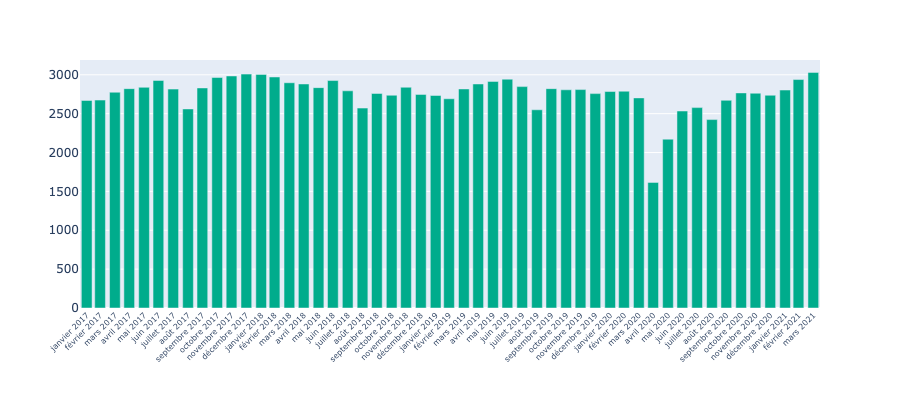 3000
2500
2000
1500
1000
500
0
janvier 2017
février 2017
mars 2017
avril 2017
mai 2017
juin 2017
juillet 2017
août 2017
septembre 2017
octobre 2017
novembre 2017
décembre 2017
janvier 2018
février 2018
mars 2018
avril 2018
mai 2018
juin 2018
juillet 2018
août 2018
septembre 2018
octobre 2018
novembre 2018
décembre 2018
janvier 2019
février 2019
mars 2019
avril 2019
mai 2019
juin 2019
juillet 2019
août 2019
septembre 2019
octobre 2019
novembre 2019
décembre 2019
janvier 2020
février 2020
mars 2020
avril 2020
mai 2020
juin 2020
juillet 2020
août 2020
septembre 2020
octobre 2020
novembre 2020
décembre 2020
janvier 2021
février 2021
mars 2021